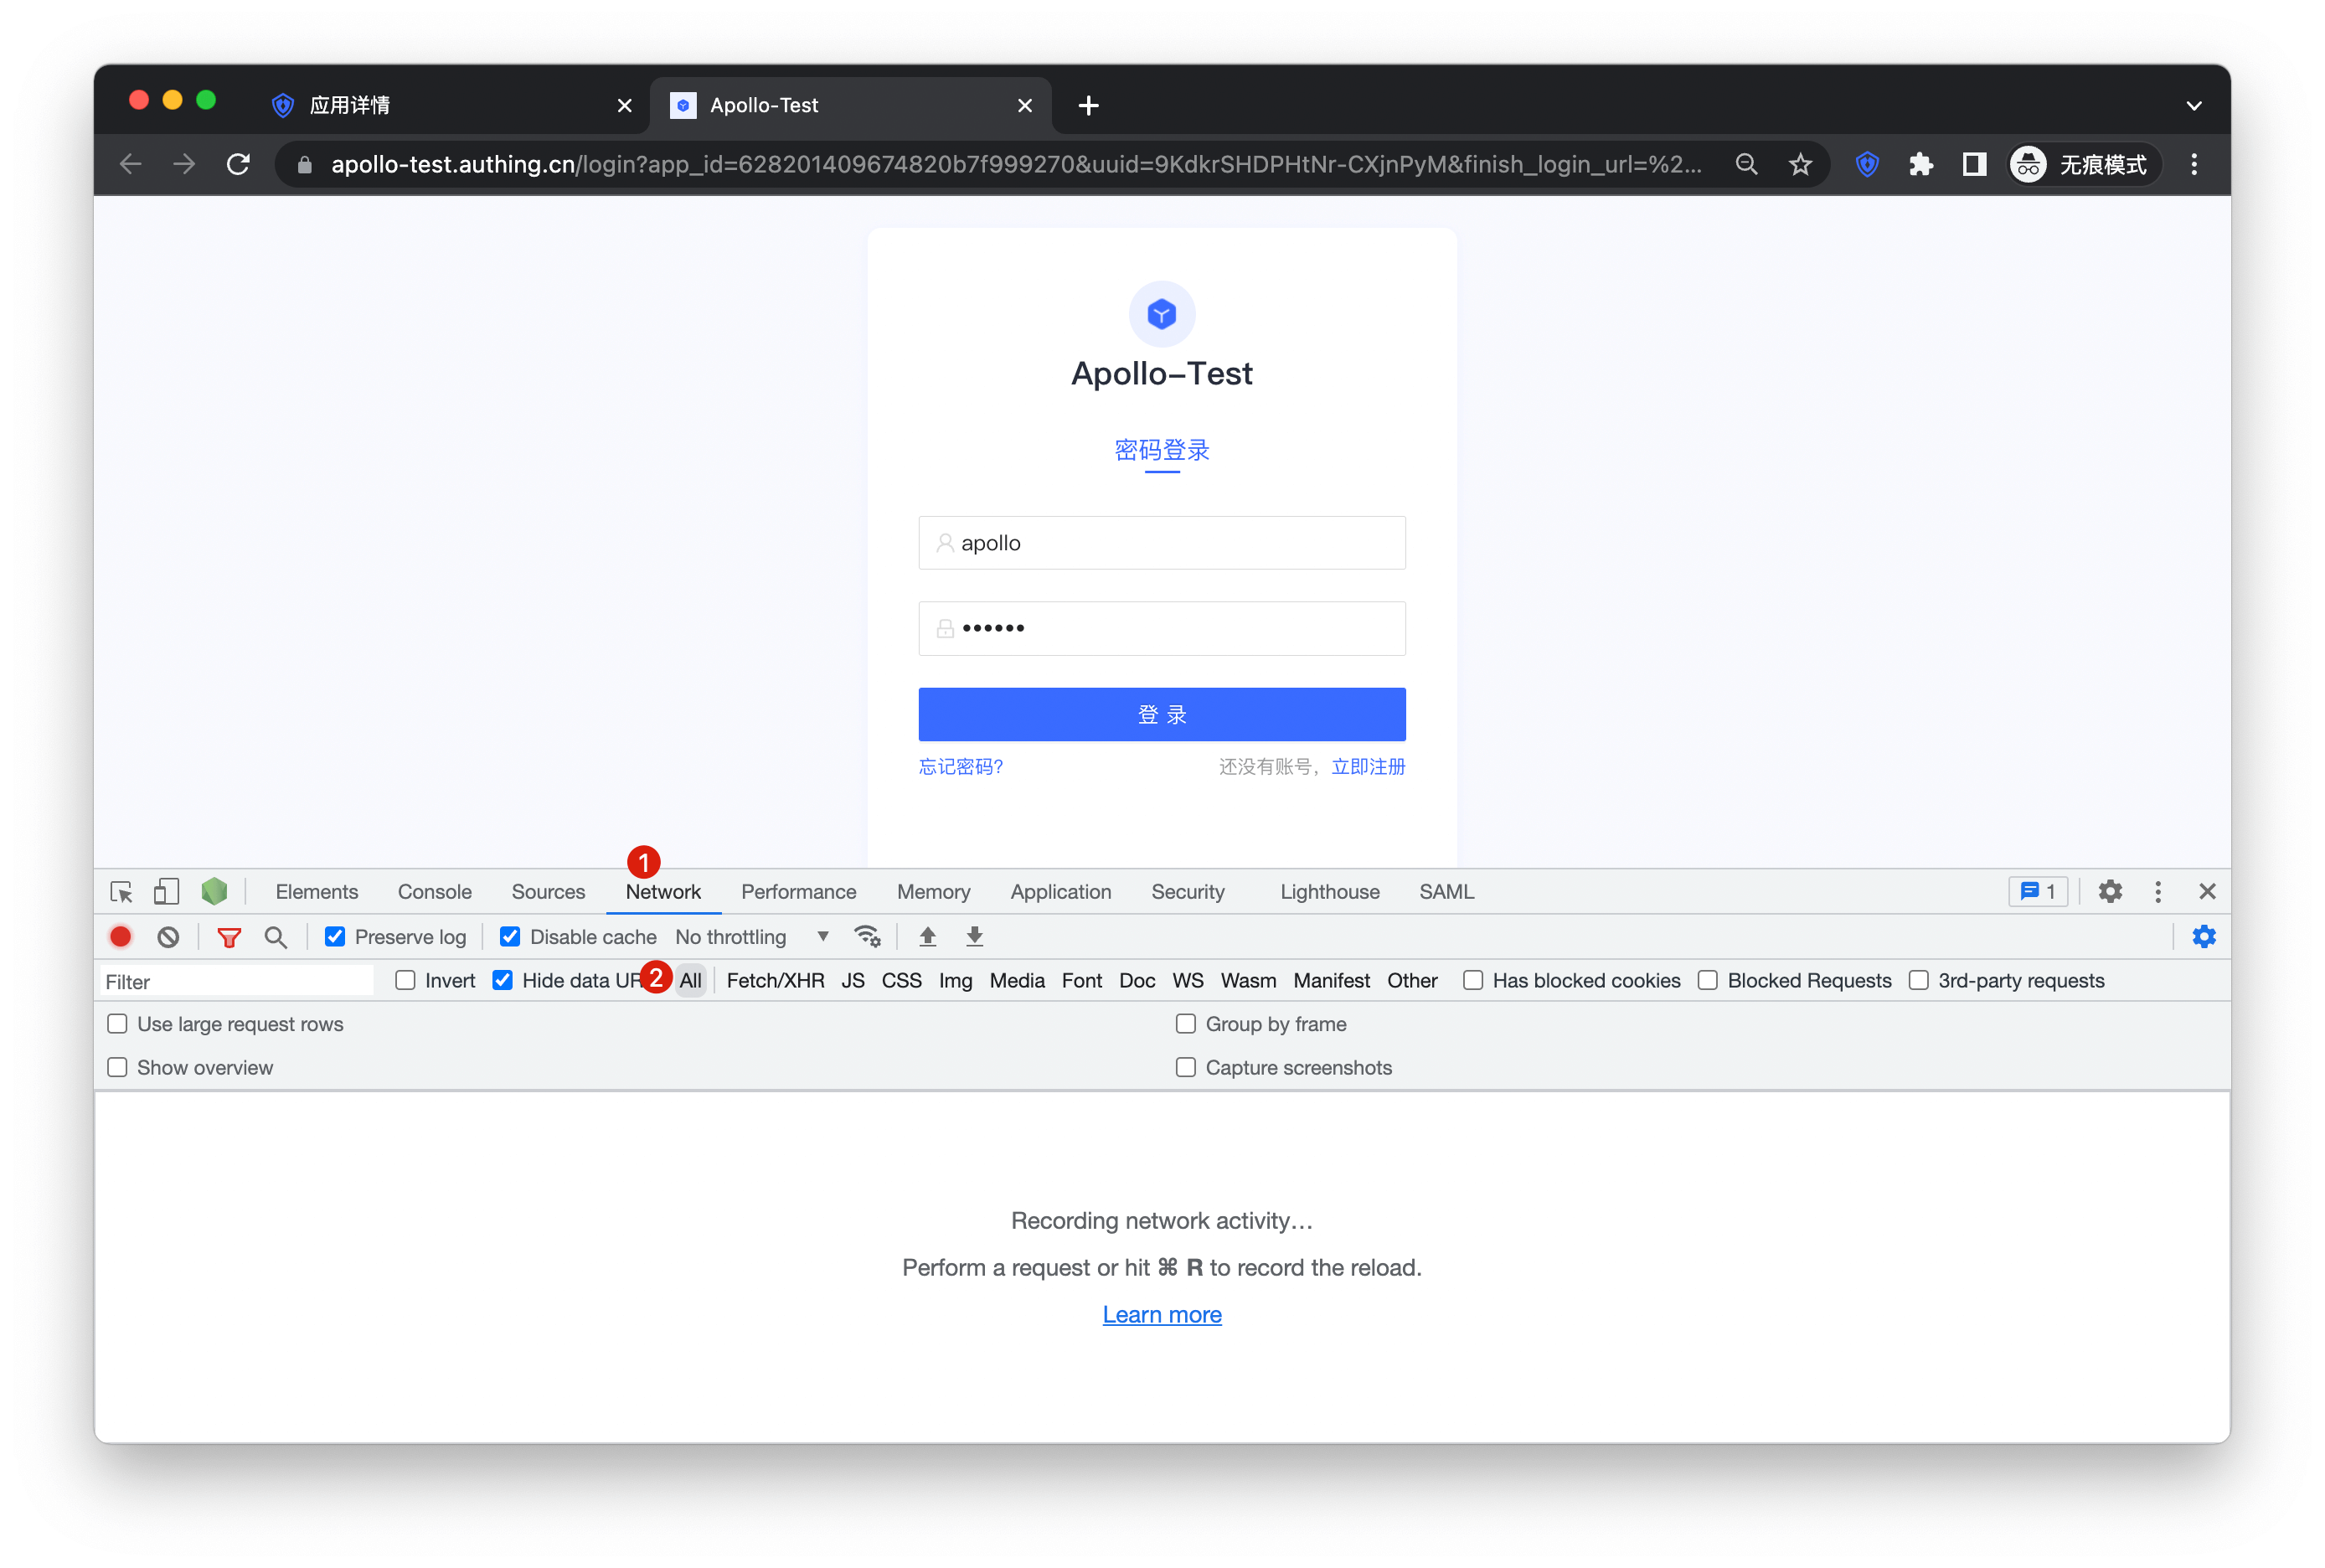 应用详情
Apollo-Test
apollo-test.authing.cn/login?app_id=628201409674820b7f999270&uuid=9KdkrSHDPHtNr-CXjnPyM&finish_login_url=%2...
无痕模式
Apollo-Test
密码登录
apollo
••••••
登 录
忘记密码? 还没有账号，立即注册
1
Elements Console Sources Network Performance Memory Application Security Lighthouse SAML 1
Preserve log Disable cache No throttling
Filter Invert Hide data UR 2 All Fetch/XHR JS CSS Img Media Font Doc WS Wasm Manifest Other Has blocked cookies Blocked Requests 3rd-party requests
Use large request rows Group by frame
Show overview Capture screenshots
Recording network activity…
Perform a request or hit ⌘ R to record the reload.
Learn more